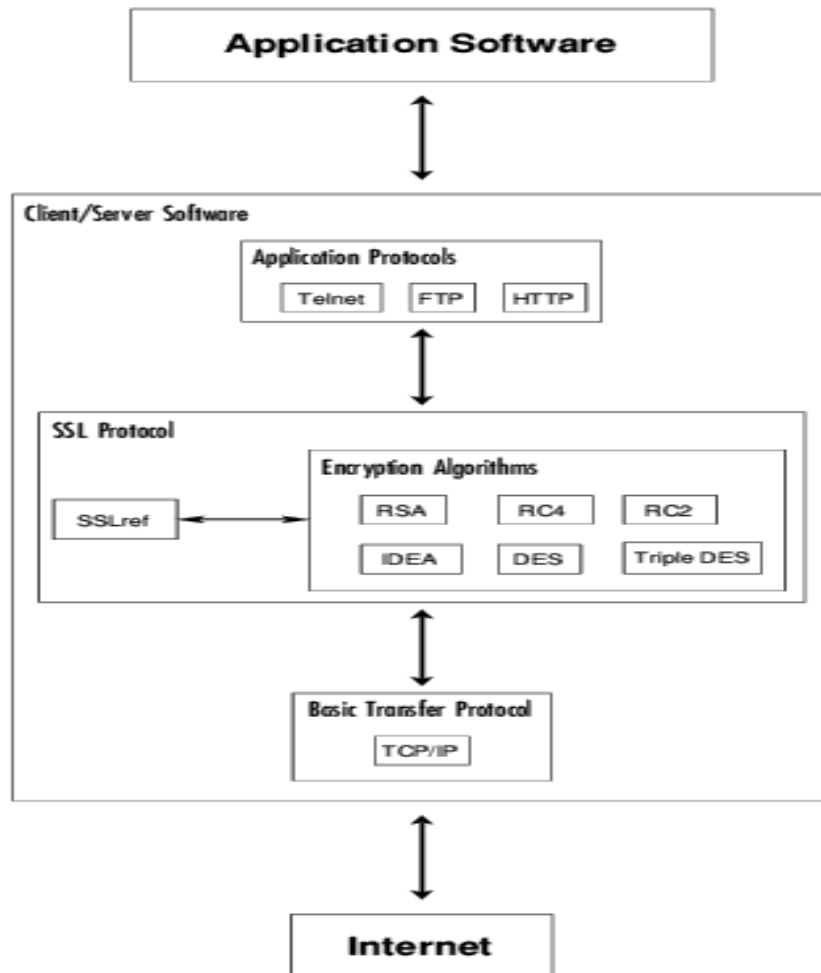 Application Software
Client/Server Software
Application Protocols
Telnet FTP HTTP
SSL Protocol
Encryption Algorithms
SSLref
RSA RC4 RC2
IDEA DES Triple DES
Basic Transfer Protocol
TCP/IP
Internet